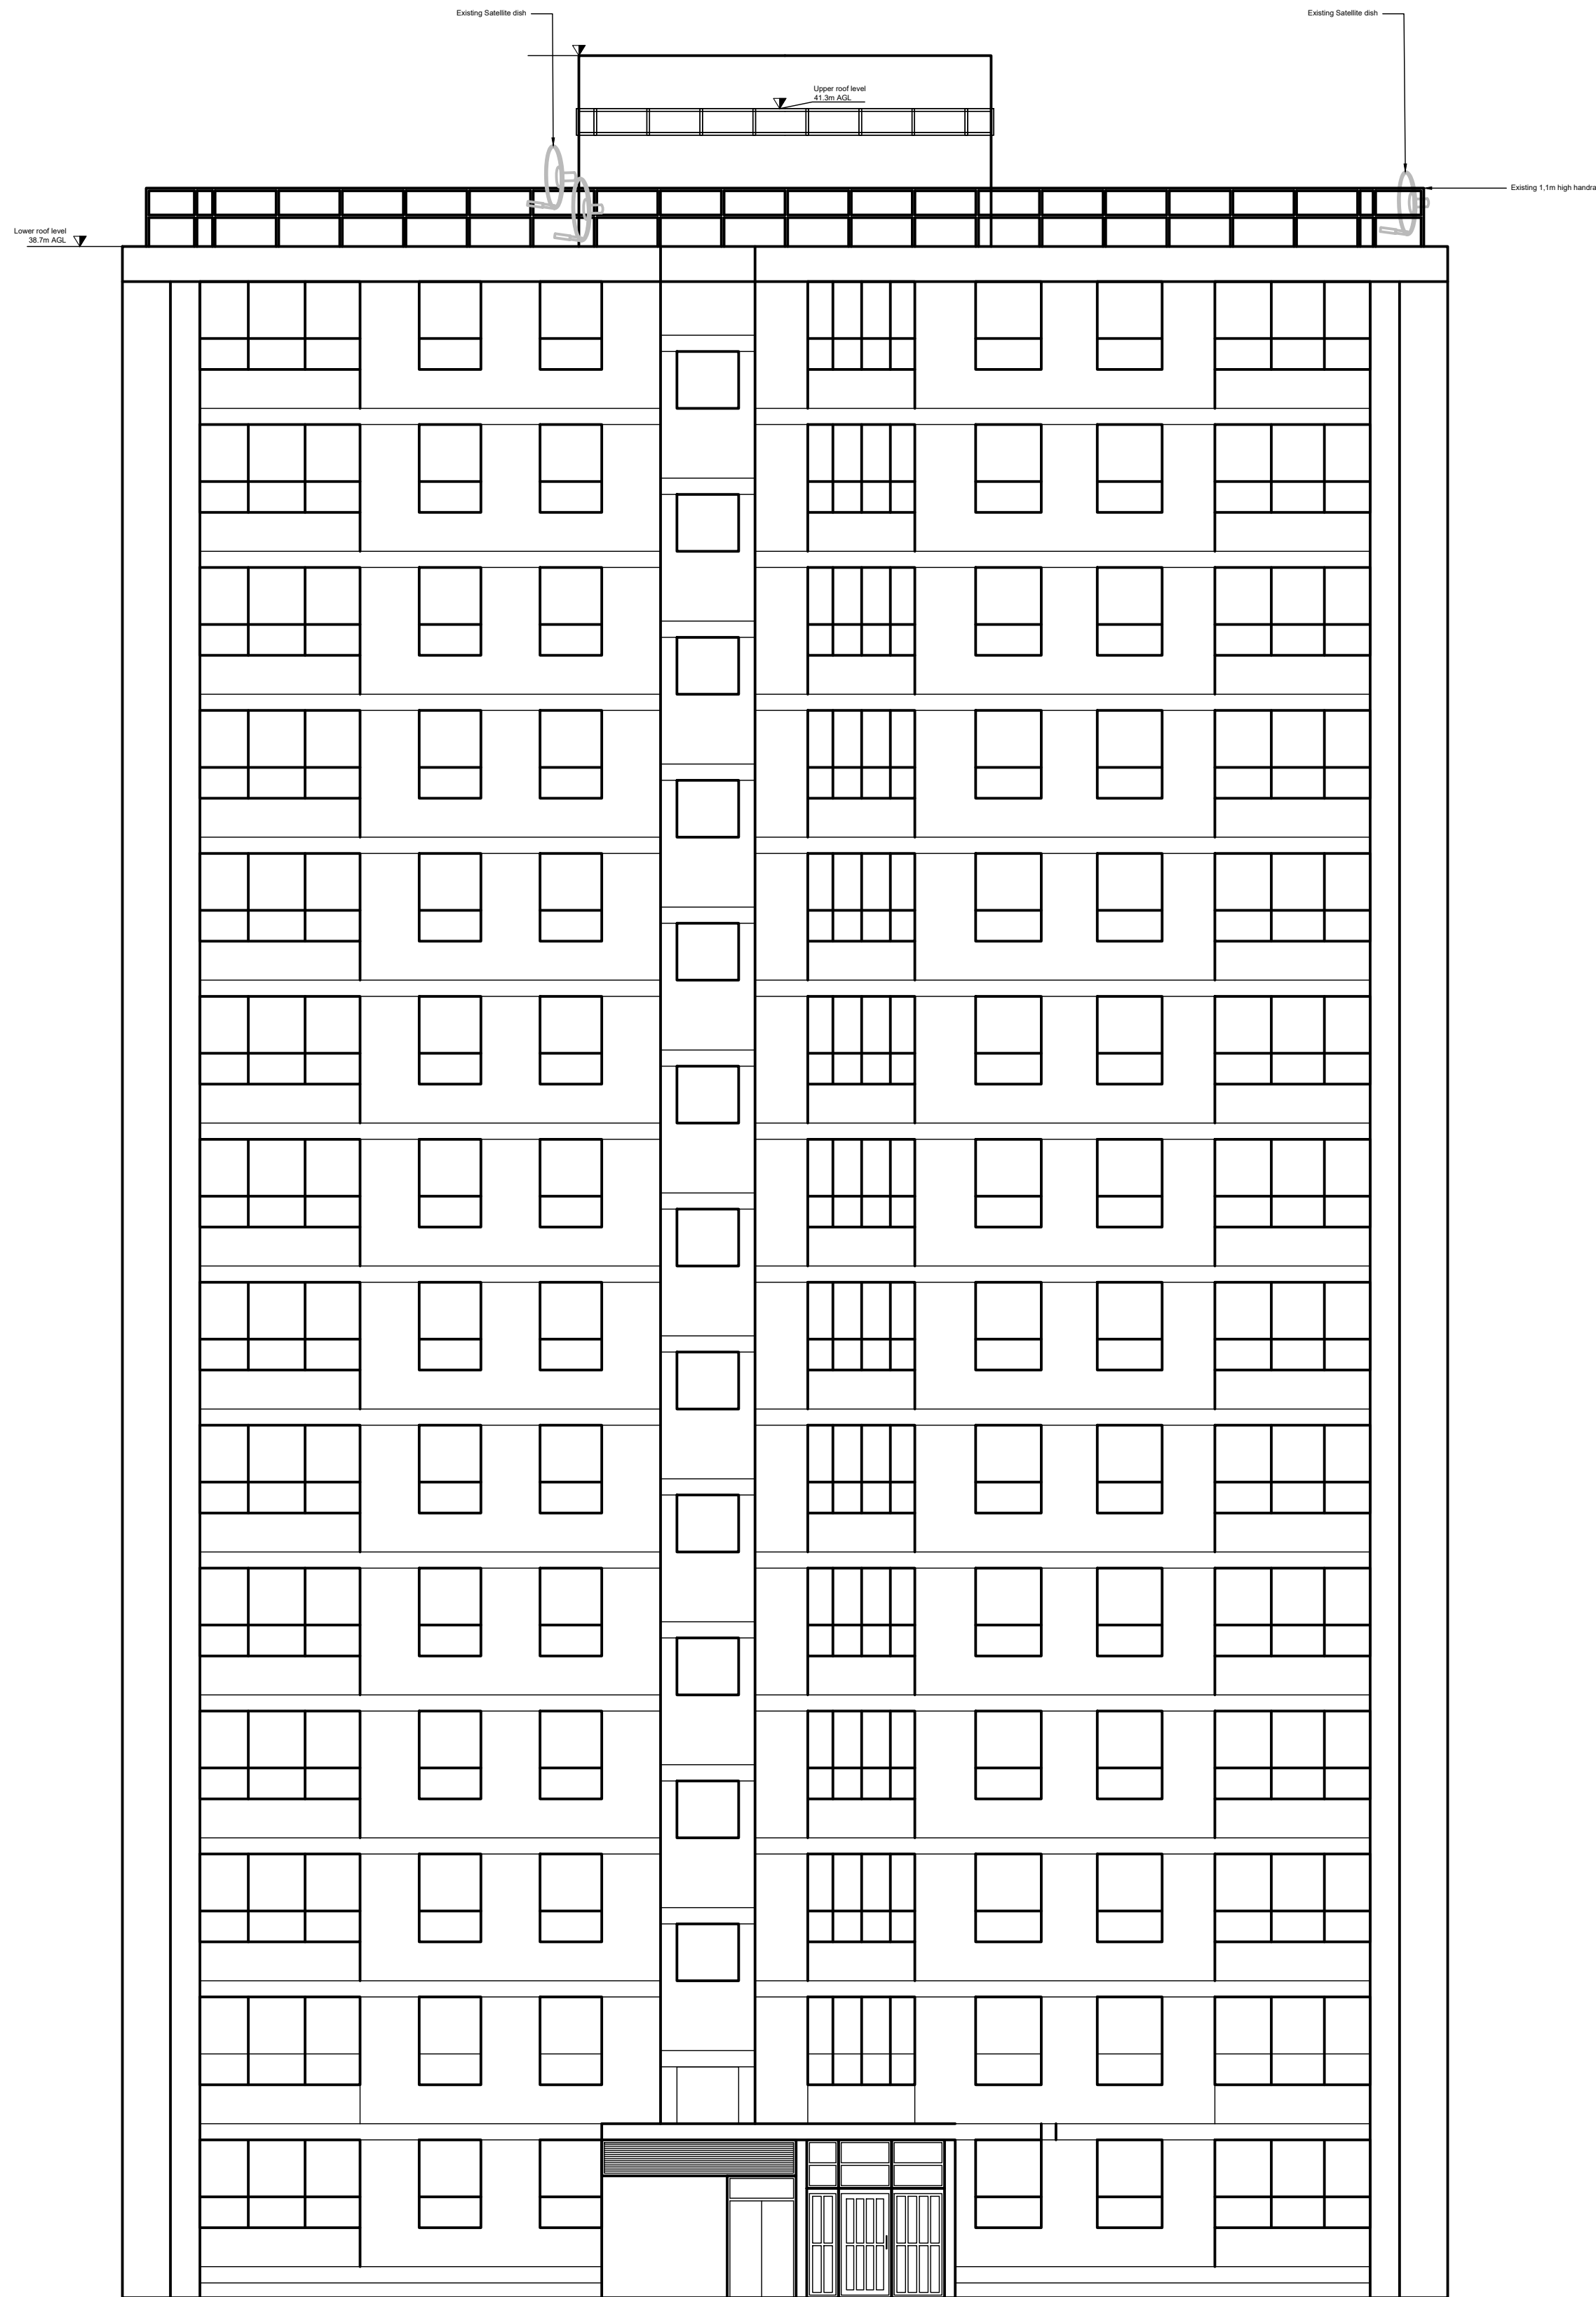 Existing Satellite dish
Existing Satellite dish
Upper roof level
41.3m AGL
Existing 1,1m high handra
Lower roof level
38.7m AGL